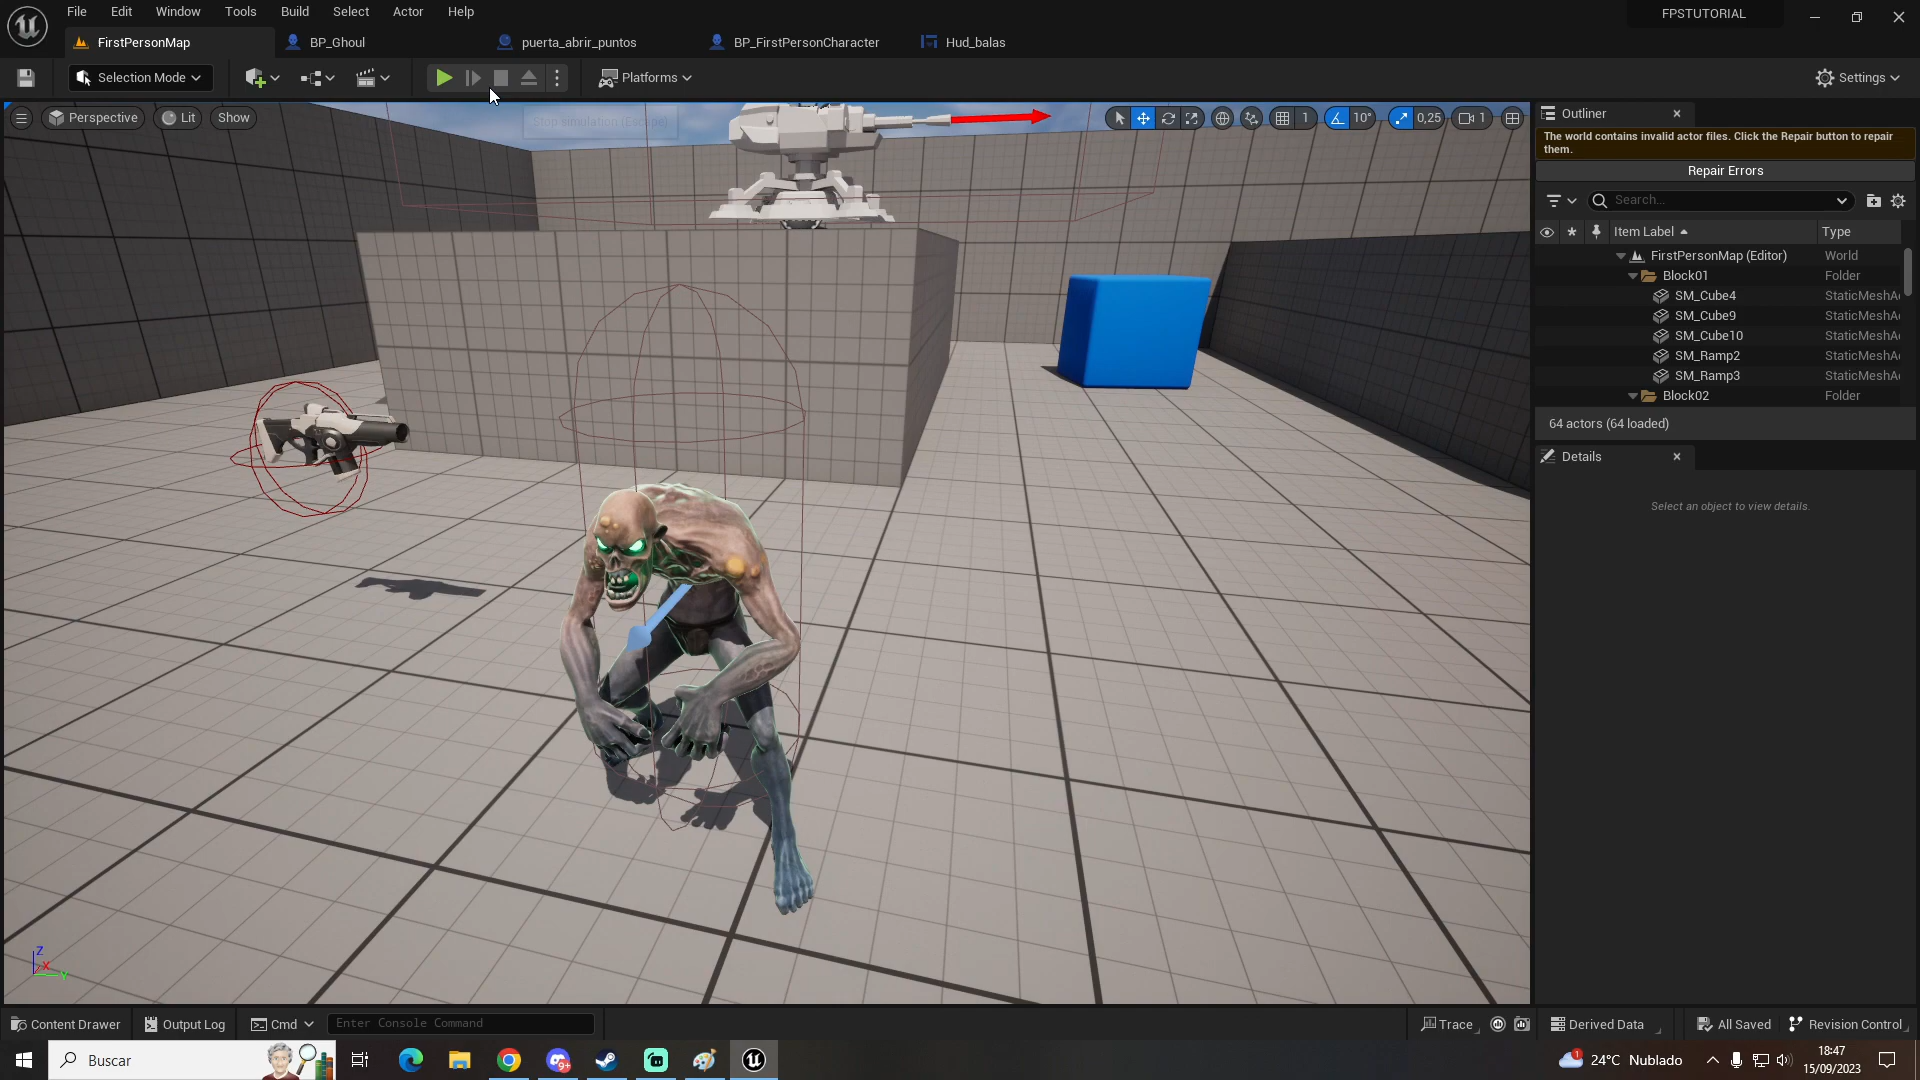 File Edit Window Tools Build Select Actor Help
FPSTUTORIAL
FirstPersonMap
BP_Ghoul
puerta_abrir_puntos
BP_FirstPersonCharacter
Hud_balas
Selection Mode
Platforms
Settings
Perspective
Lit
Show
Stop simulation (Escape)
1
10°
0,25
1
Outliner
The world contains invalid actor files. Click the Repair button to repair
them.
Repair Errors
Search...
Item Label
Type
FirstPersonMap (Editor) World
Block01 Folder
SM_Cube4 StaticMeshA
SM_Cube9 StaticMeshA
SM_Cube10 StaticMeshA
SM_Ramp2 StaticMeshA
SM_Ramp3 StaticMeshA
Block02 Folder
64 actors (64 loaded)
Details
Select an object to view details.
Z
X
Y
Content Drawer
Output Log
Cmd
Enter Console Command
Trace
Derived Data
All Saved
Revision Control
Buscar
9+
1
24°C Nublado
18:47
15/09/2023